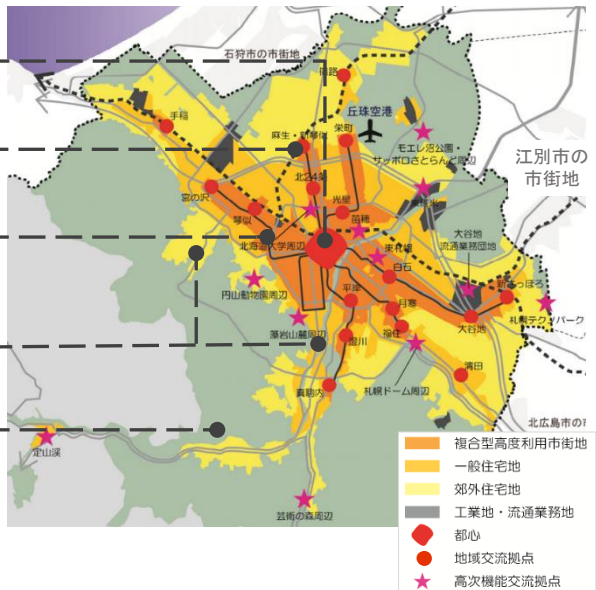 石狩市の市街地
篠路
丘珠空港
手稲
麻生・新琴似
栄町
モエレ沼公園・
サッポロさとらんど周辺
江別市の
市街地
北24条
宮の沢
光星
苗穂
琴似
大谷地
流通業務団地
北海道大学周辺
東札幌
白石
新さっぽろ
円山動物園周辺
平岸
月寒
札幌テクノパーク
藻岩山麓周辺
福住
大谷地
澄川
札幌ドーム周辺
清田
真駒内
北広島市の市
定山渓
芸術の森周辺
複合型高度利用市街地
一般住宅地
郊外住宅地
工業地・流通業務地
都心
地域交流拠点
高次機能交流拠点